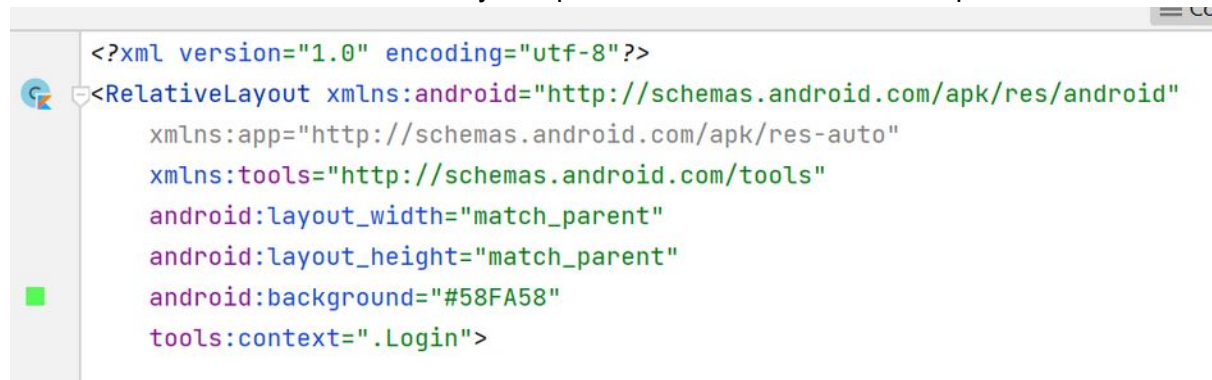 <?xml version="1.0" encoding="utf-8"?>
<RelativeLayout xmlns:android="http://schemas.android.com/apk/res/android"
xmlns:app="http://schemas.android.com/apk/res-auto"
xmlns:tools="http://schemas.android.com/tools"
android:layout_width="match_parent"
android:layout_height="match_parent"
android:background="#58FA58"
tools:context=".Login">